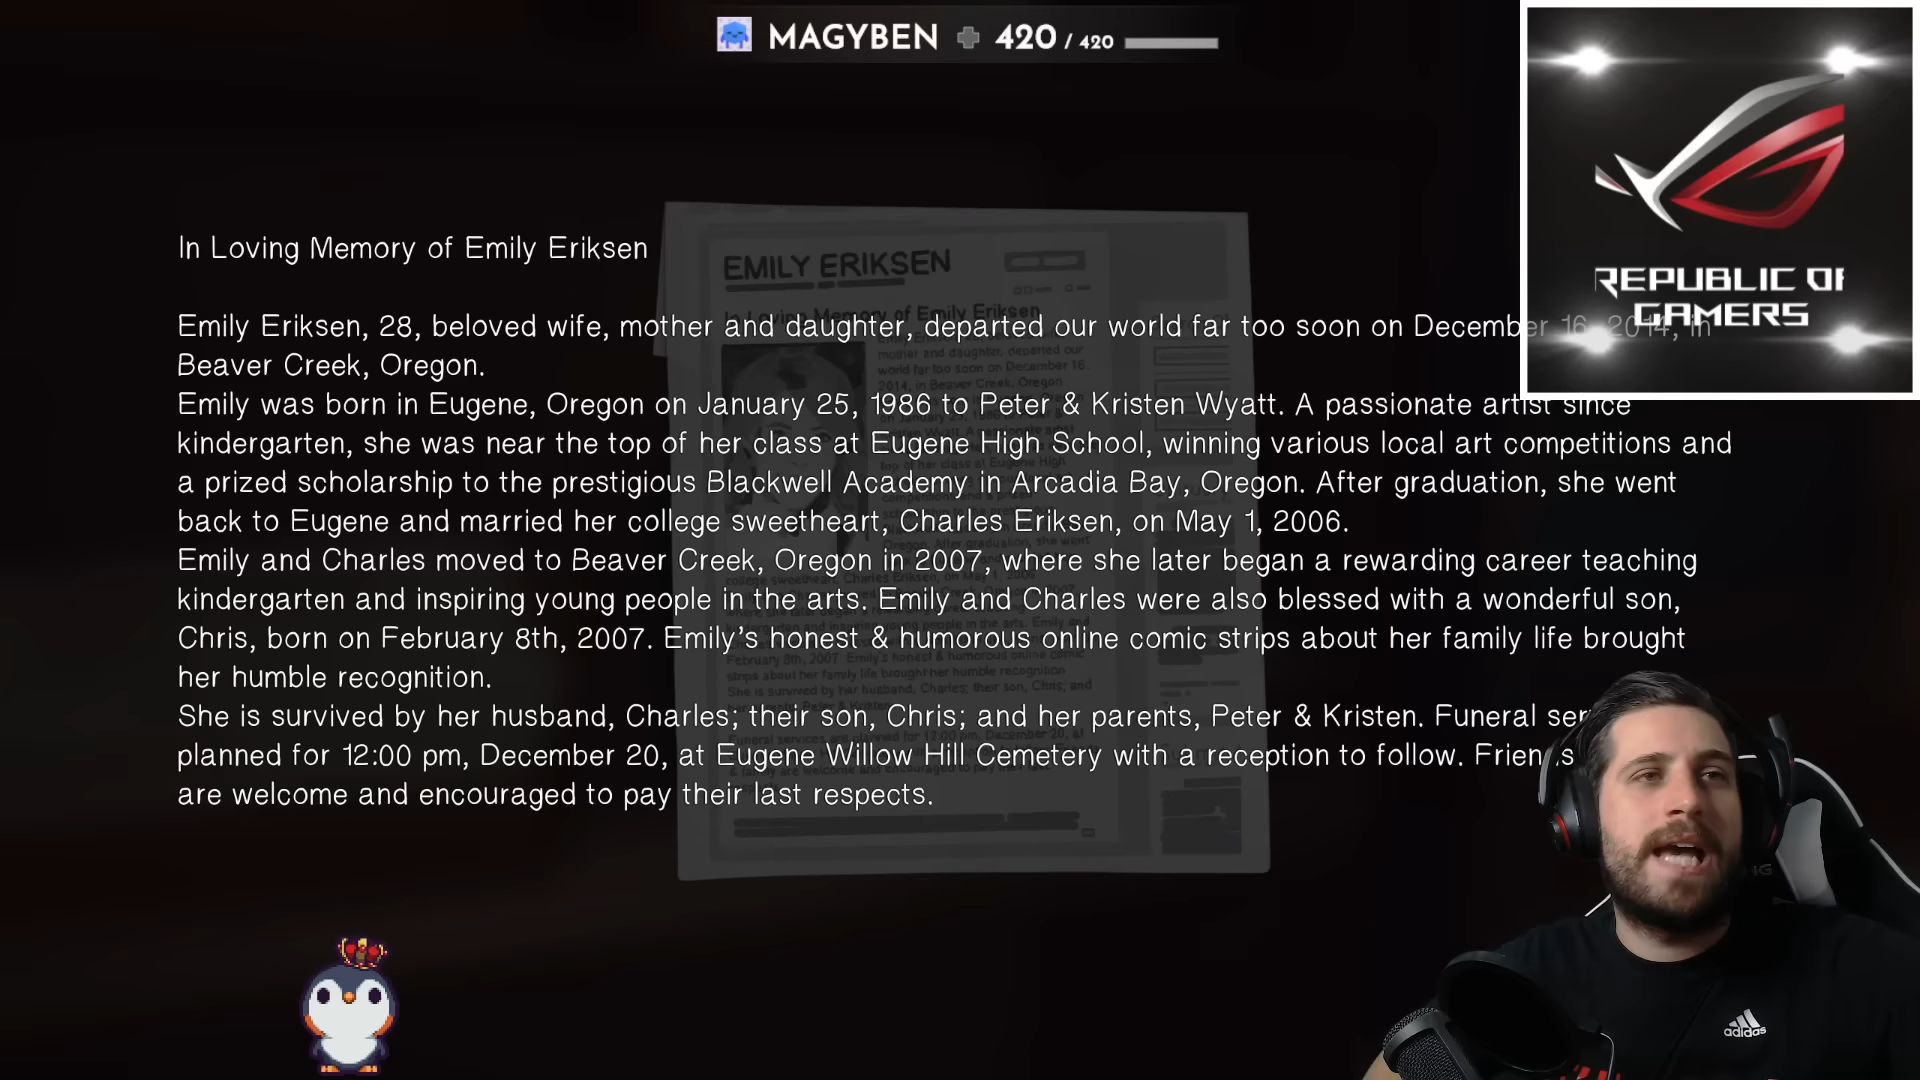 MAGYBEN 420 / 420
REPUBLIC OF
GAMERS
In Loving Memory of Emily Eriksen
EMILY ERIKSEN
In Loving Memory of Emily Eriksen
Emily Eriksen, 28, beloved wife, mother and daughter, departed our world far too soon on December 16, 2014, in
Beaver Creek, Oregon.
Emily was born in Eugene, Oregon on January 25, 1986 to Peter & Kristen Wyatt. A passionate artist since
kindergarten, she was near the top of her class at Eugene High School, winning various local art competitions and
a prized scholarship to the prestigious Blackwell Academy in Arcadia Bay, Oregon. After graduation, she went
back to Eugene and married her college sweetheart, Charles Eriksen, on May 1, 2006.
Emily and Charles moved to Beaver Creek, Oregon in 2007, where she later began a rewarding career teaching
kindergarten and inspiring young people in the arts. Emily and Charles were also blessed with a wonderful son,
Chris, born on February 8th, 2007. Emily's honest & humorous online comic strips about her family life brought
her humble recognition.
She is survived by her husband, Charles; their son, Chris; and her parents, Peter & Kristen. Funeral ser
planned for 12:00 pm, December 20, at Eugene Willow Hill Cemetery with a reception to follow. Frien s
are welcome and encouraged to pay their last respects.
adidas